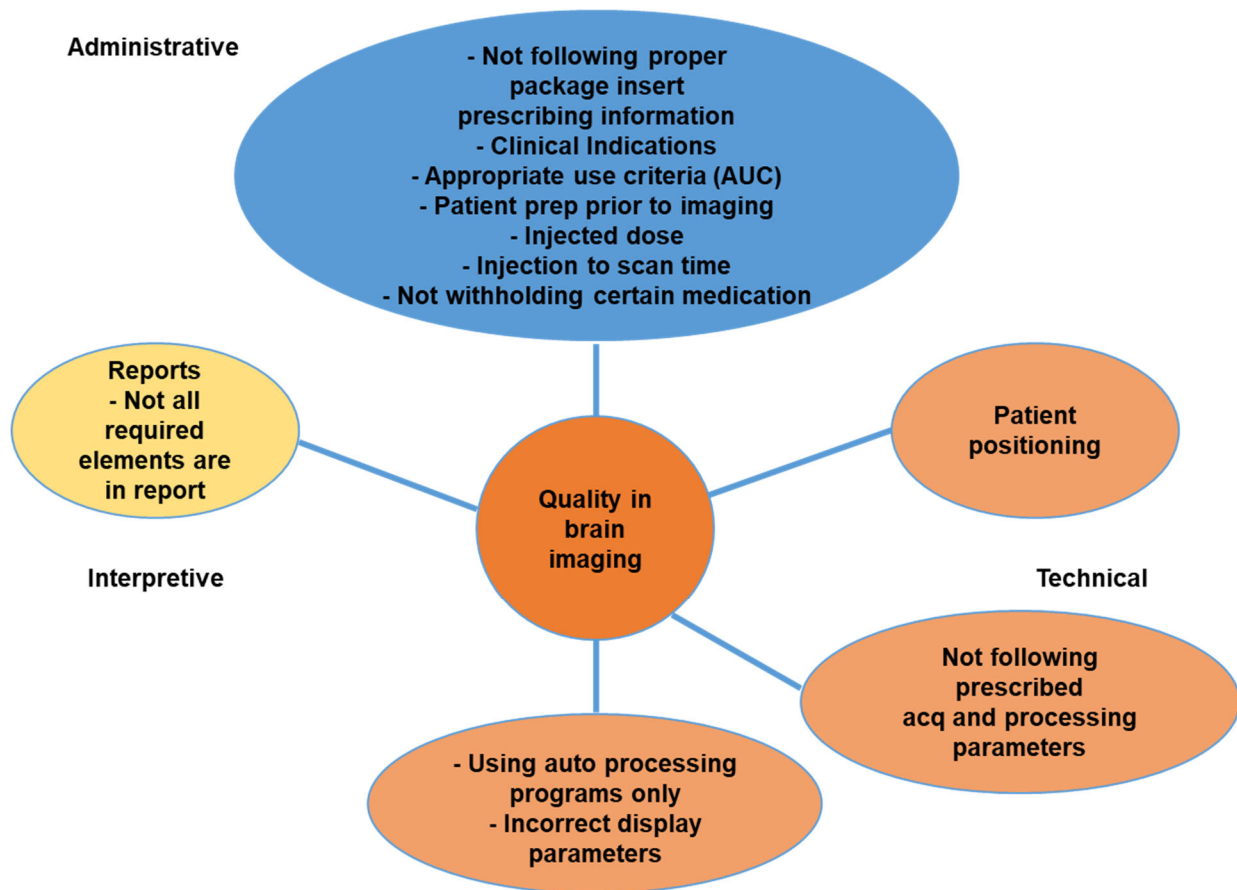 Administrative
- Not following proper
package insert
prescribing information
- Clinical Indications
- Appropriate use criteria (AUC)
- Patient prep prior to imaging
- Injected dose
- Injection to scan time
- Not withholding certain medication
Reports
- Not all
required
elements are
in report
Patient
positioning
Quality in
brain
imaging
Interpretive
Technical
Not following
prescribed
acq and processing
parameters
- Using auto processing
programs only
- Incorrect display
parameters